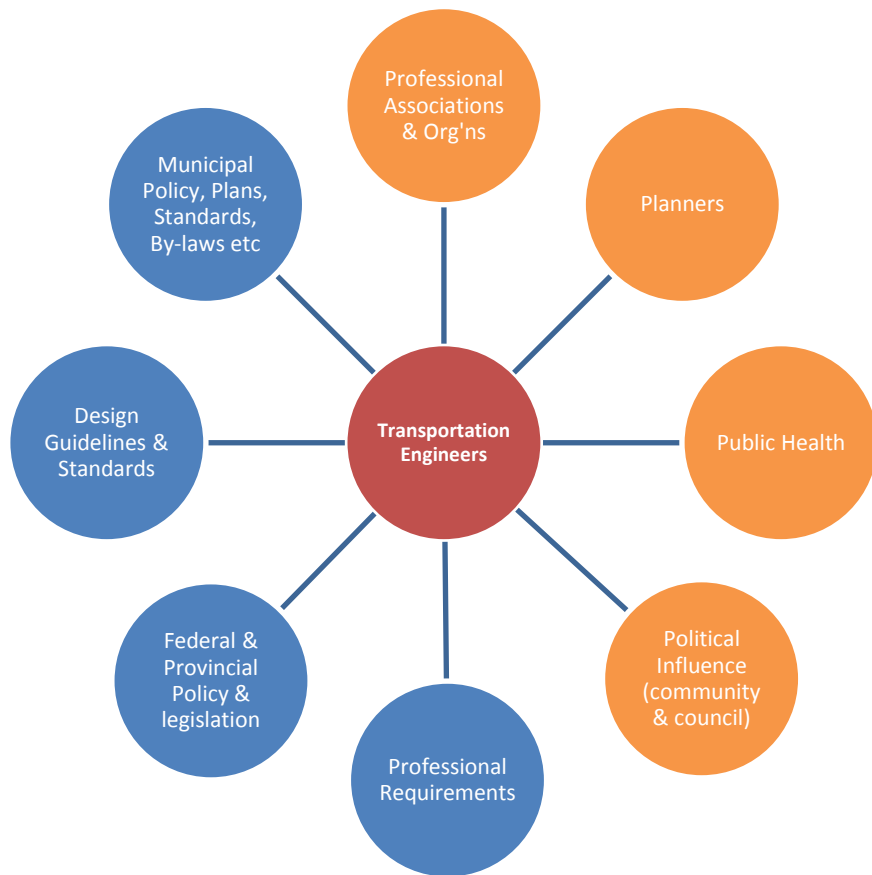 Professional
Associations
& Org'ns
Municipal
Policy, Plans,
Standards,
By-laws etc
Planners
Design
Guidelines &
Standards
Transportation
Engineers
Public Health
Federal &
Provincial
Policy &
legislation
Political
Influence
(community
& council)
Professional
Requirements